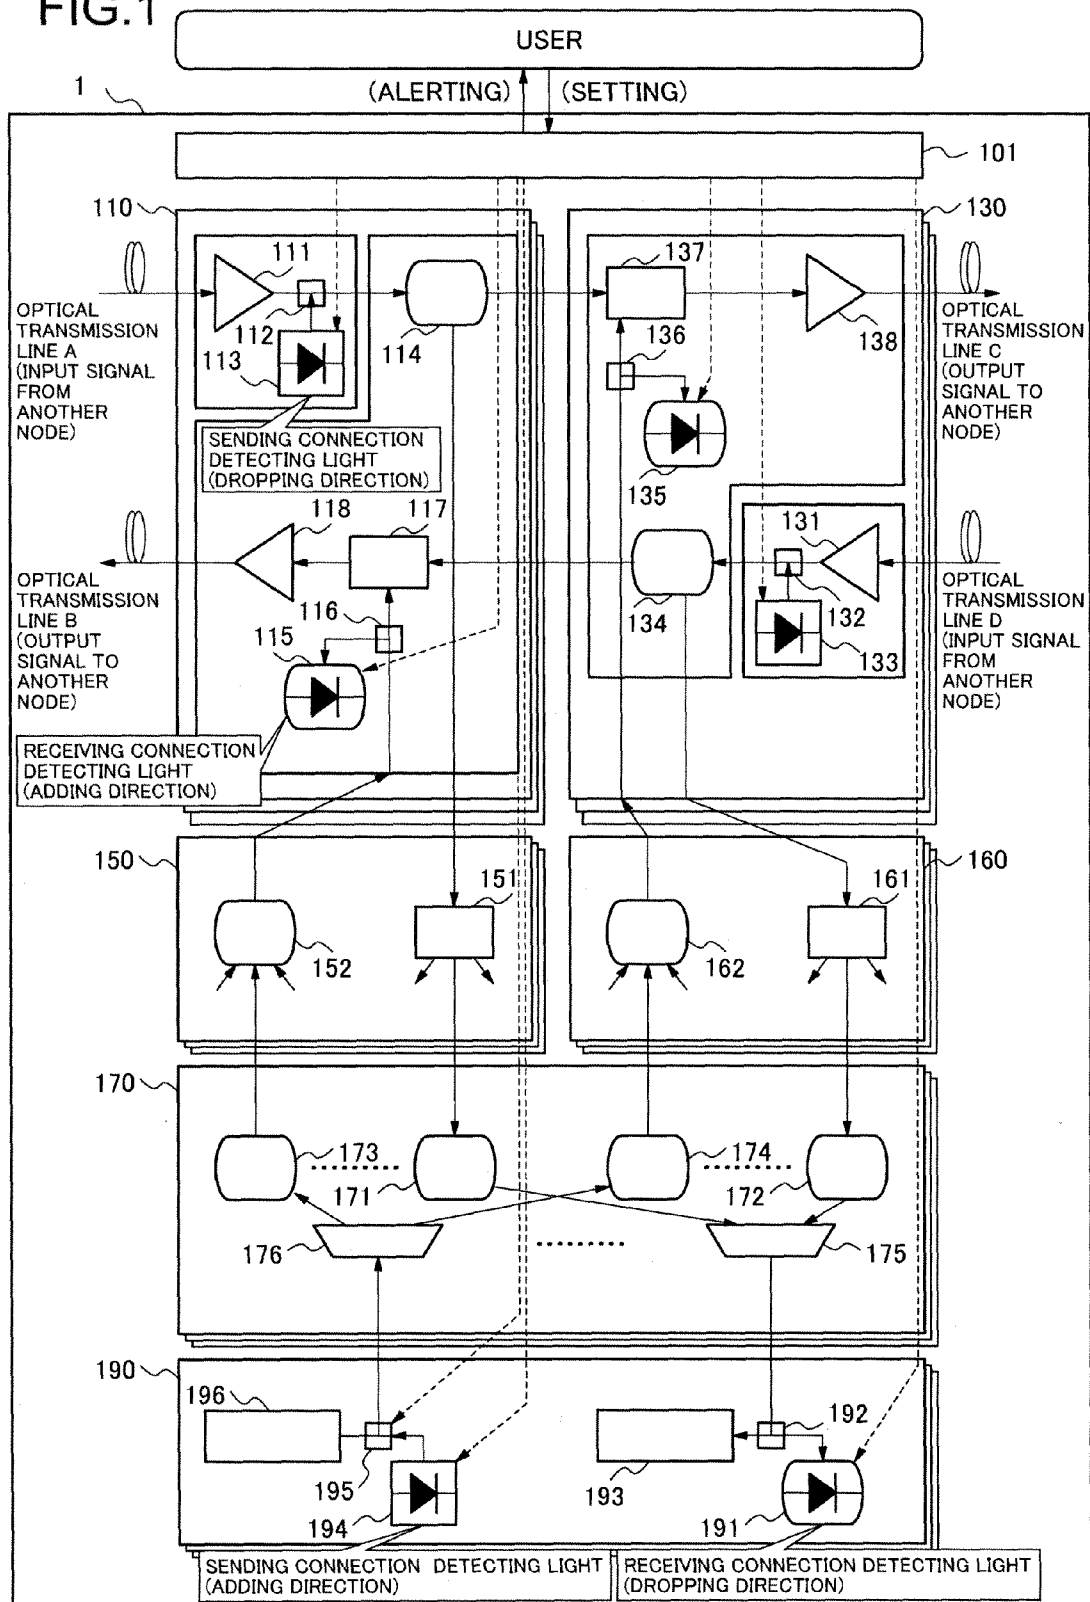 FIG.1
USER
1
(ALERTING)
(SETTING)
101
110
130
111
137
OPTICAL
TRANSMISSION
LINE A
(INPUT SIGNAL
FROM
ANOTHER
NODE)
112
113
114
136
138
OPTICAL
TRANSMISSION
LINE C
(OUTPUT
SIGNAL TO
ANOTHER
NODE)
SENDING CONNECTION
DETECTING LIGHT
(DROPPING DIRECTION)
135
118
117
131
OPTICAL
TRANSMISSION
LINE B
(OUTPUT
SIGNAL TO
ANOTHER
NODE)
116
115
134
132
133
OPTICAL
TRANSMISSION
LINE D
(INPUT SIGNAL
FROM
ANOTHER
NODE)
RECEIVING CONNECTION
DETECTING LIGHT
(ADDING DIRECTION)
150
160
151
161
152
162
170
173
174
171
172
176
175
190
196
192
195
193
194
191
SENDING CONNECTION DETECTING LIGHT
(ADDING DIRECTION)
RECEIVING CONNECTION DETECTING LIGHT
(DROPPING DIRECTION)